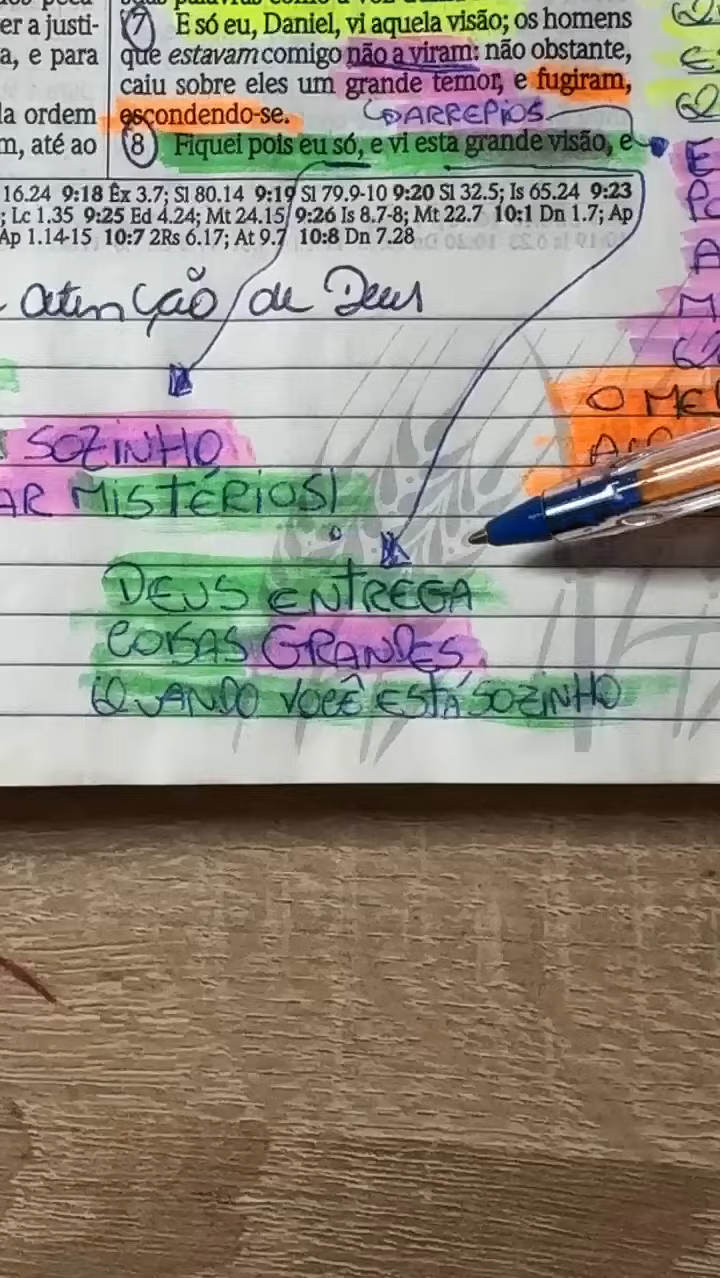 er a justi-
a, e para
la ordem
m, até ao
7 E só eu, Daniel, vi aquela visão; os homens
que estavam comigo não a viram: não obstante,
caiu sobre eles um grande temor, e fugiram,
escondendo-se. ARREPIOS
8 Fiquei pois eu só, e vi esta grande visão, e
16.24 9:18 Êx 3.7; Sl 80.14 9:19 Sl 79.9-10 9:20 Sl 32.5; Is 65.24 9:23
; Lc 1.35 9:25 Ed 4.24; Mt 24.15 9:26 Is 8.7-8; Mt 22.7 10:1 Dn 1.7; Ap
Ap 1.14-15 10:7 2Rs 6.17; At 9.7 10:8 Dn 7.28
atenção de Deus
SOZINHO
AR MISTÉRIOS!
DEUS ENTREGA
COISAS GRANDES
QUANDO VOCÊ ESTÁ SOZINHO
O ME